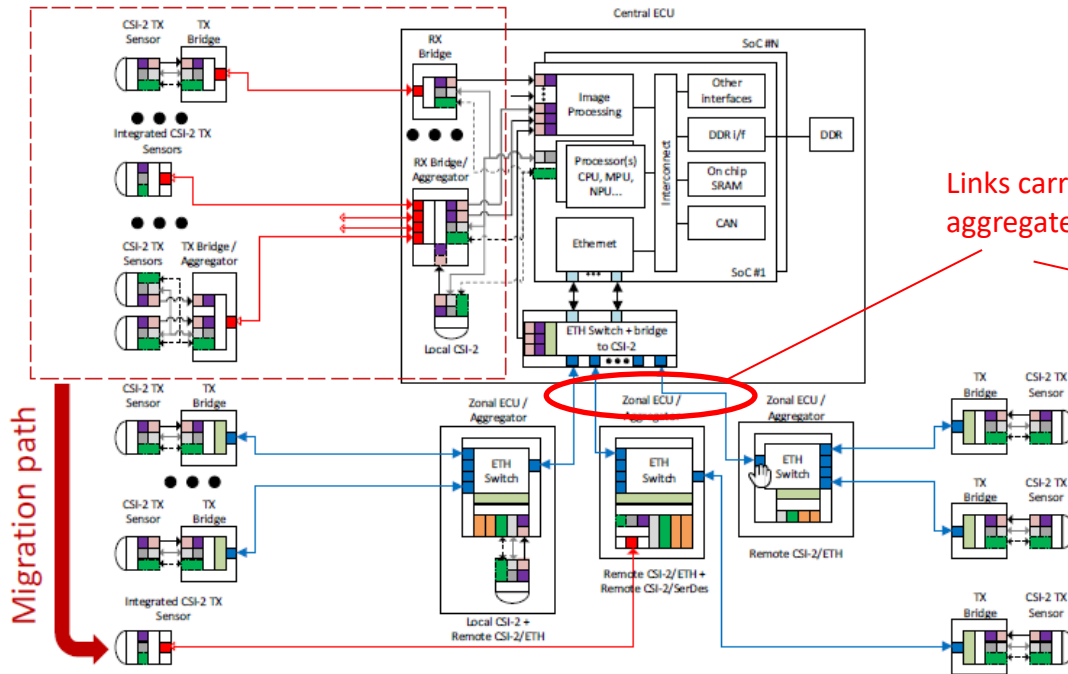 Central ECU
CSI-2 TX
Sensor
TX
Bridge
RX
Bridge
SoC #N
Image
Processing
Other
interfaces
Integrated CSI-2 TX
Sensors
RX Bridge/
Aggregator
Processor(s)
CPU, MPU,
NPU...
Interconnect
DDR i/f
DDR
On chip
SRAM
CAN
Links carr
aggregate
CSI-2 TX
Sensors
TX Bridge /
Aggregator
Ethernet
SoC #1
Local CSI-2
ETH Switch + bridge
to CSI-2
Migration path
CSI-2 TX
Sensor
TX
Bridge
Zonal ECU /
Aggregator
Zonal ECU /
Aggregator
Zonal ECU /
Aggregator
TX
Bridge
CSI-2 TX
Sensor
ETH
Switch
ETH
Switch
ETH
Switch
CSI-2 TX
Sensor
TX
Bridge
TX
Bridge
CSI-2 TX
Sensor
Remote CSI-2/ETH
Remote CSI-2/ETH +
Remote CSI-2/SerDes
Integrated CSI-2 TX
Sensor
Local CSI-2 +
Remote CSI-2/ETH
TX
Bridge
CSI-2 TX
Sensor